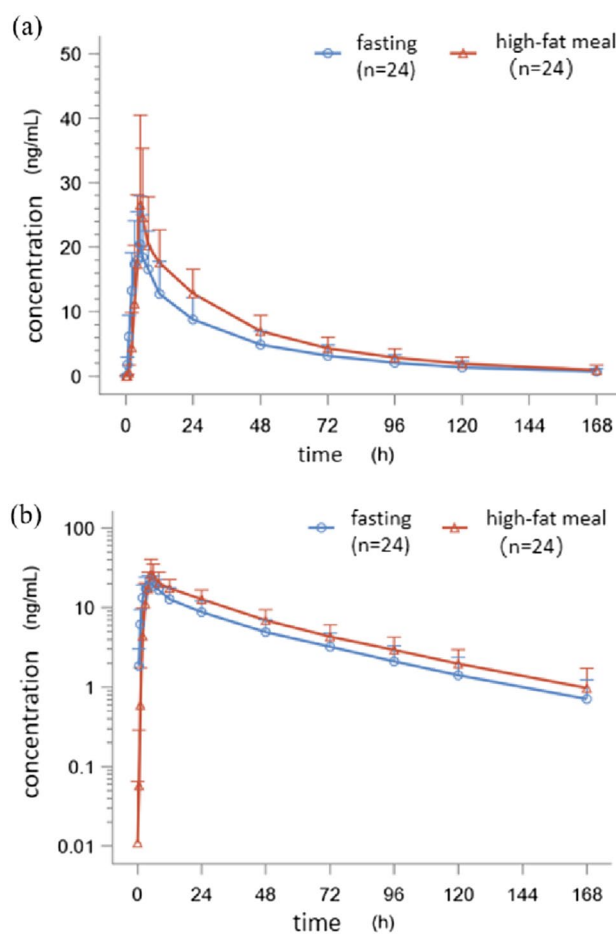 (a)
fasting
(n=24)
high-fat meal
(n=24)
50
40
30
20
10
0
concentration (ng/mL)
0 24 48 72 96 120 144 168
time (h)
(b)
fasting
(n=24)
high-fat meal
(n=24)
100
10
1
0.1
0.01
concentration (ng/mL)
0 24 48 72 96 120 144 168
time (h)